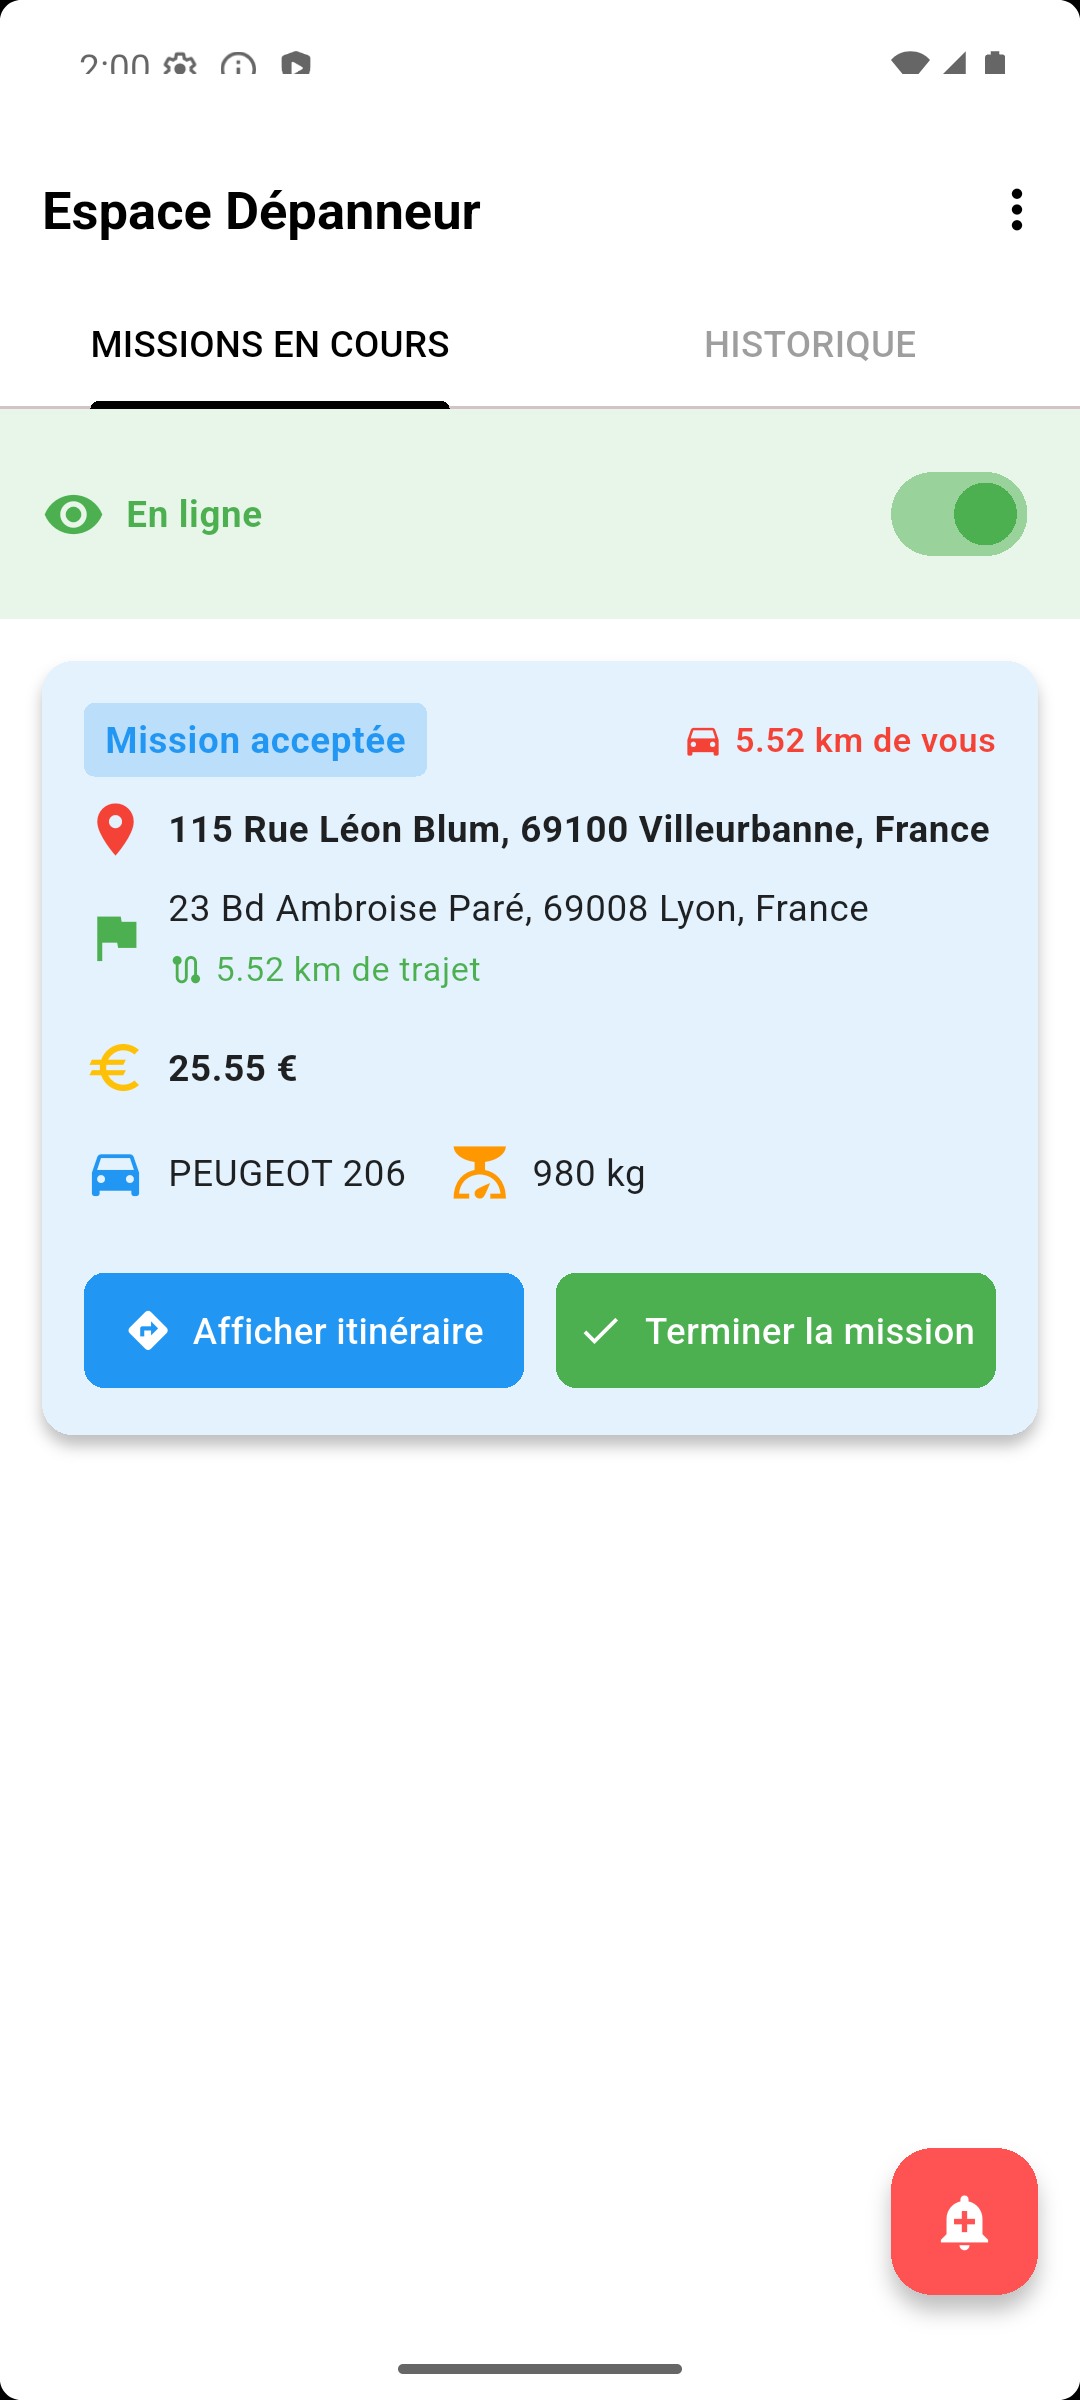 2:00
Espace Dépanneur
MISSIONS EN COURS
HISTORIQUE
En ligne
Mission acceptée
5.52 km de vous
115 Rue Léon Blum, 69100 Villeurbanne, France
23 Bd Ambroise Paré, 69008 Lyon, France
5.52 km de trajet
25.55 €
PEUGEOT 206
980 kg
Afficher itinéraire
Terminer la mission